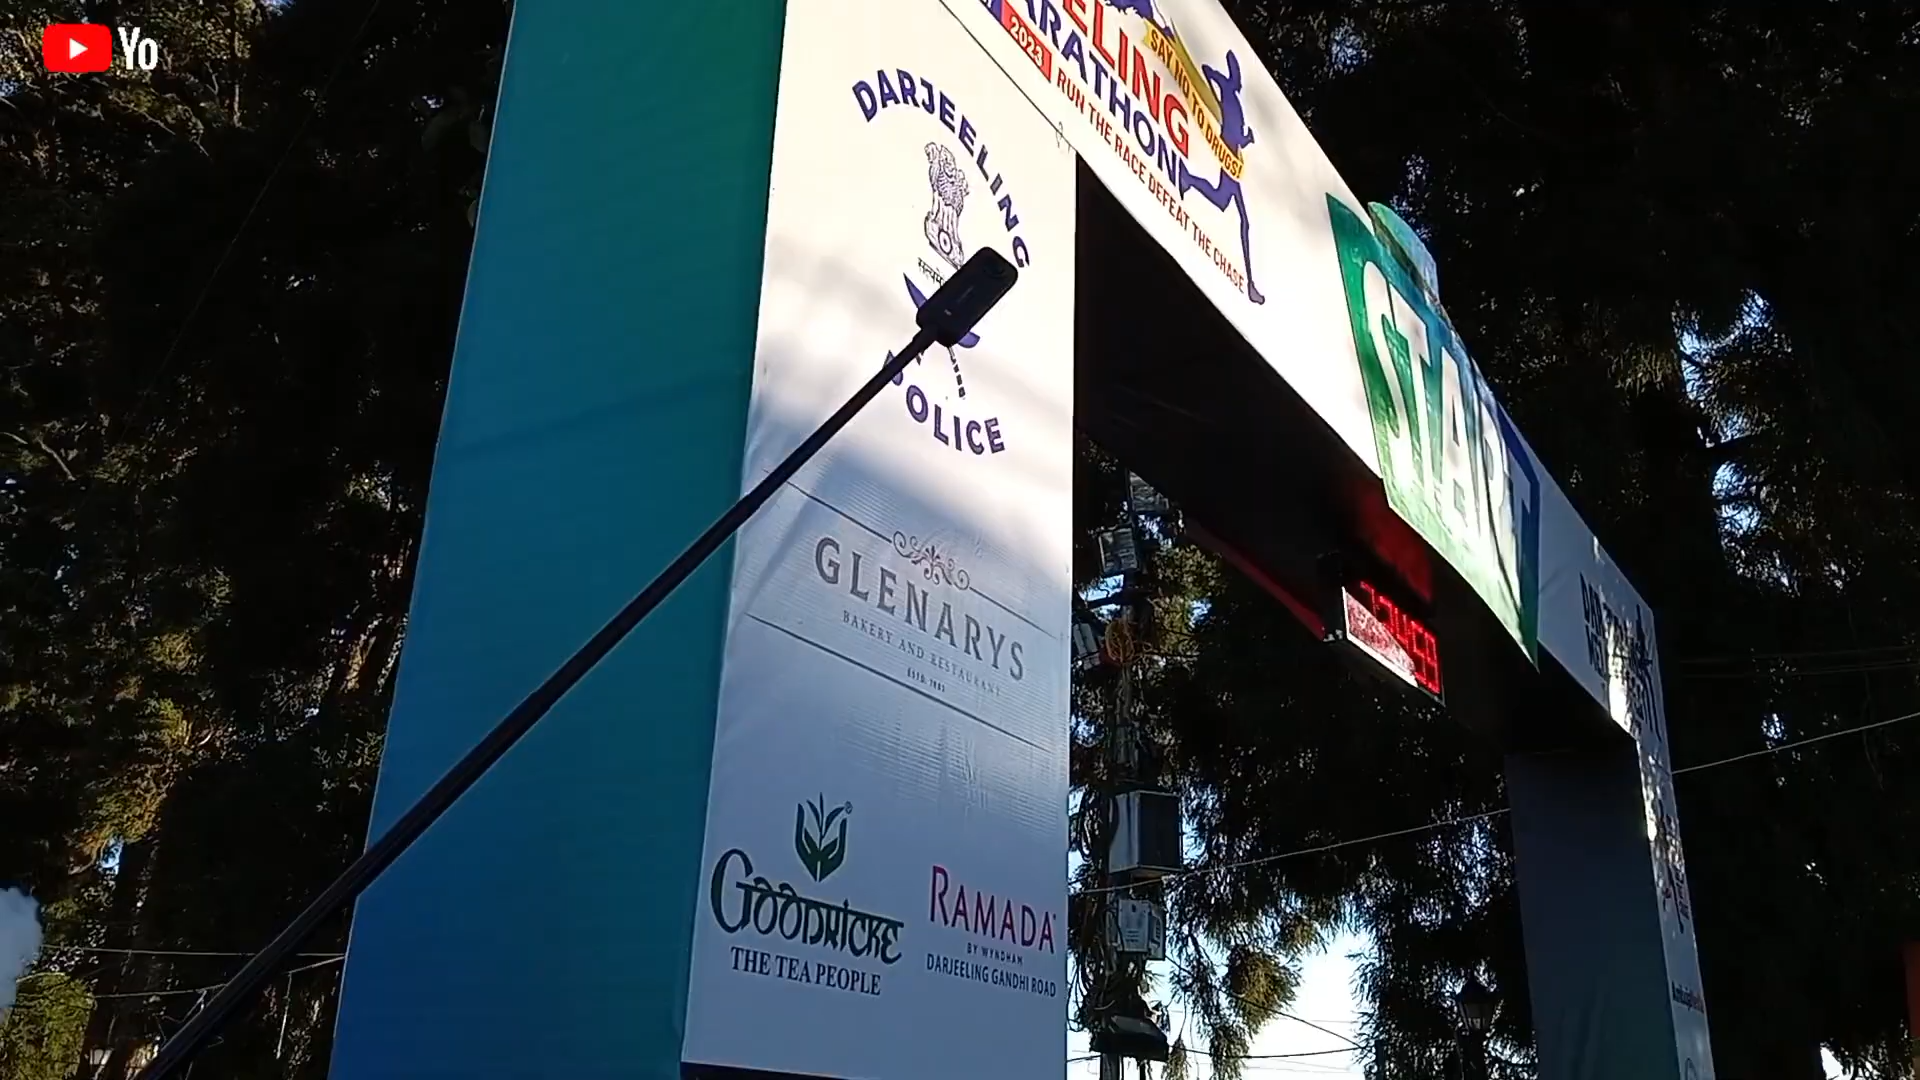 Yo
ELING
SAY NO TO DRUGS!
ARATHON
2023 RUN THE RACE DEFEAT THE CHASE
DARJEELING
POLICE
START
GLENARYS
BAKERY AND RESTAURANT
GOODRICKE
THE TEA PEOPLE
RAMADA
BY WYNDHAM
DARJEELING GANDHI ROAD